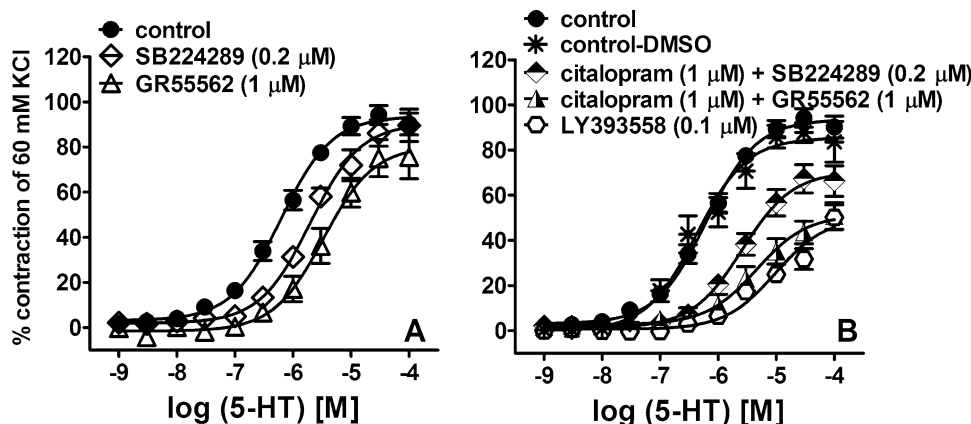 control
SB224289 (0.2 μM)
GR55562 (1 μM)
% contraction of 60 mM KCl
120
100
80
60
40
20
0
-9 -8 -7 -6 -5 -4
log (5-HT) [M]
A
control
control-DMSO
citalopram (1 μM) + SB224289 (0.2 μM)
citalopram (1 μM) + GR55562 (1 μM)
LY393558 (0.1 μM)
120
100
80
60
40
20
0
-9 -8 -7 -6 -5 -4
log (5-HT) [M]
B